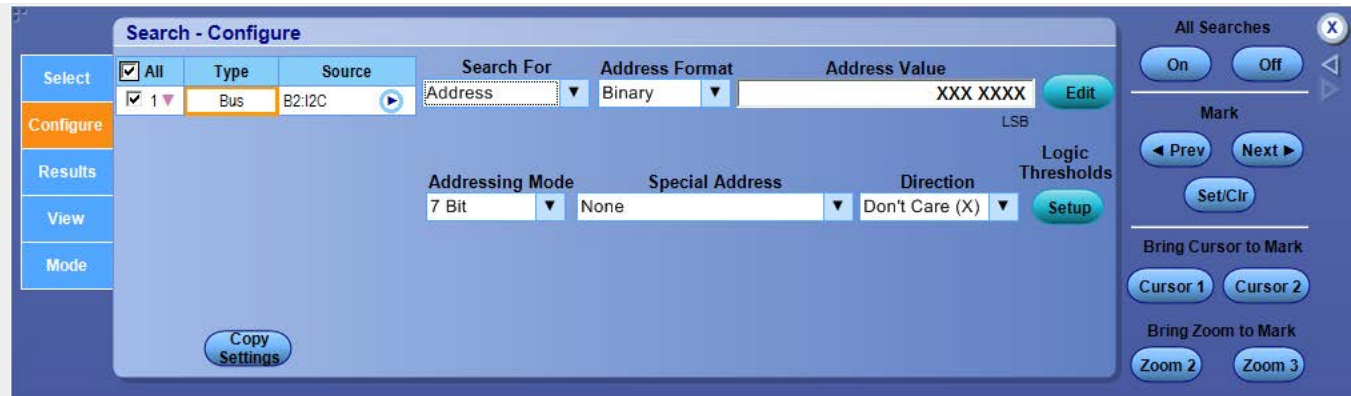 Search - Configure
All Searches
X
On Off
Select
Configure
Results
View
Mode
All Type Source
1 Bus B2:I2C
Search For Address Format Address Value
Address Binary XXX XXXX Edit
LSB
Logic
Thresholds
Addressing Mode Special Address Direction
7 Bit None Don't Care (X) Setup
Copy
Settings
Mark
Prev Next
Set/Clr
Bring Cursor to Mark
Cursor 1 Cursor 2
Bring Zoom to Mark
Zoom 2 Zoom 3